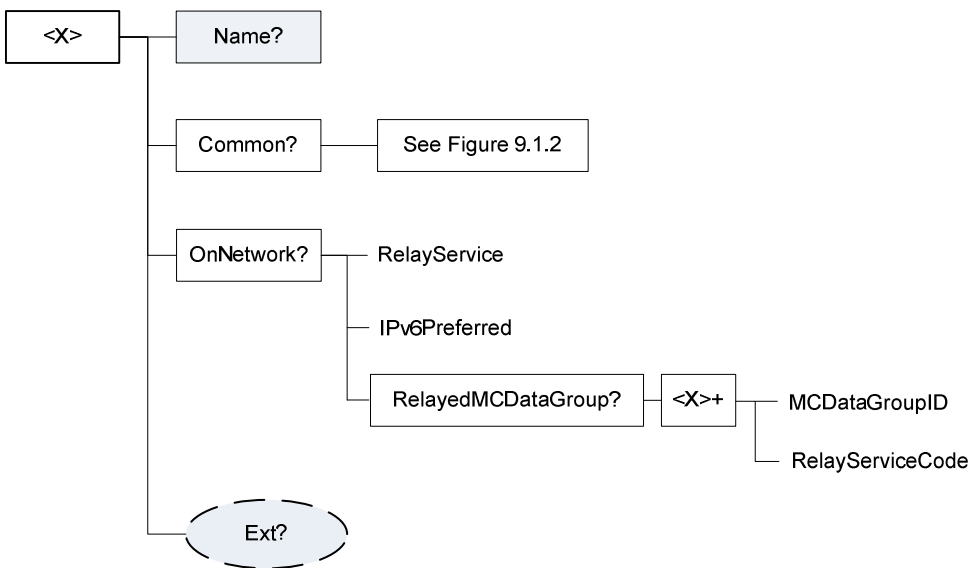 <X>
Name?
Common?
See Figure 9.1.2
OnNetwork?
RelayService
IPv6Preferred
RelayedMCDataGroup?
<X>+
MCDataGroupID
RelayServiceCode
Ext?